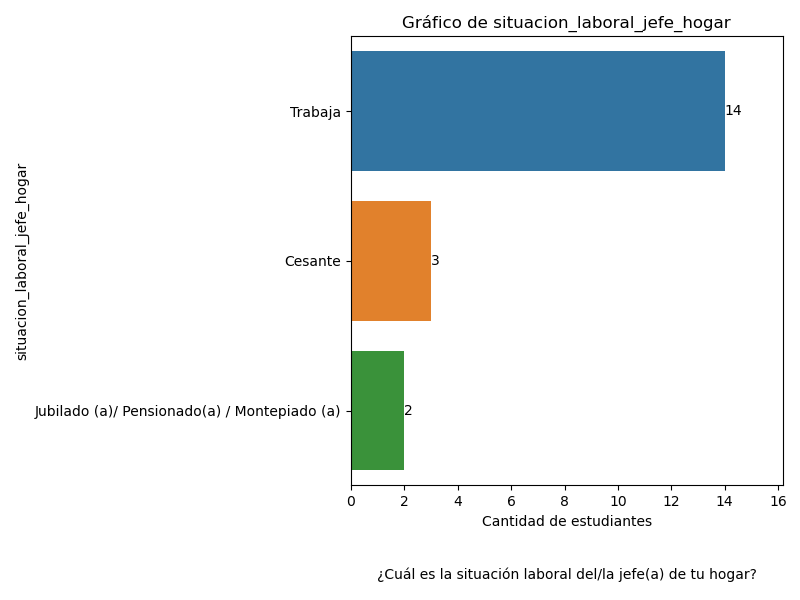 Gráfico de situacion_laboral_jefe_hogar
situacion_laboral_jefe_hogar
Trabaja
14
Cesante
3
Jubilado (a)/ Pensionado(a) / Montepiado (a)
2
0 2 4 6 8 10 12 14 16
Cantidad de estudiantes
¿Cuál es la situación laboral del/la jefe(a) de tu hogar?